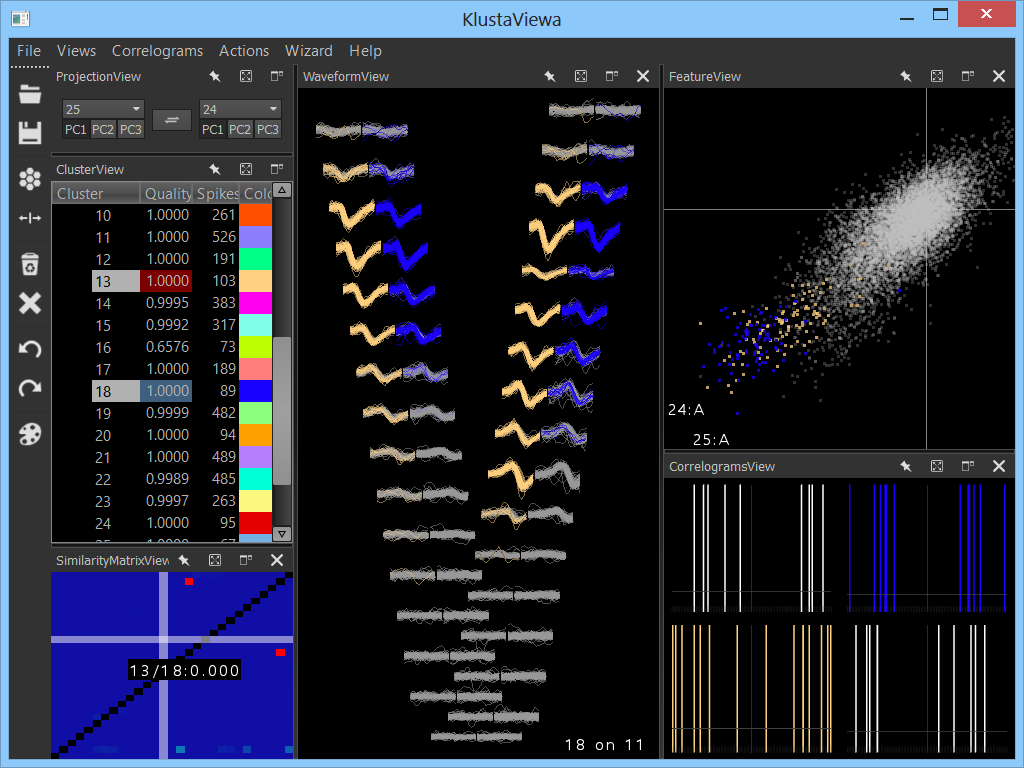 KlustaViewa
File Views Correlograms Actions Wizard Help
ProjectionView
25 24
PC1 PC2 PC3 PC1 PC2 PC3
ClusterView
Cluster Quality Spikes Colo
10 1.0000 261
11 1.0000 526
12 1.0000 191
13 1.0000 103
14 0.9995 383
15 0.9992 317
16 0.6576 73
17 1.0000 189
18 1.0000 89
19 0.9999 482
20 1.0000 94
21 1.0000 489
22 0.9989 485
23 0.9997 263
24 1.0000 95
SimilarityMatrixView
13/18:0.000
WaveformView
18 on 11
FeatureView
24:A
25:A
CorrelogramsView